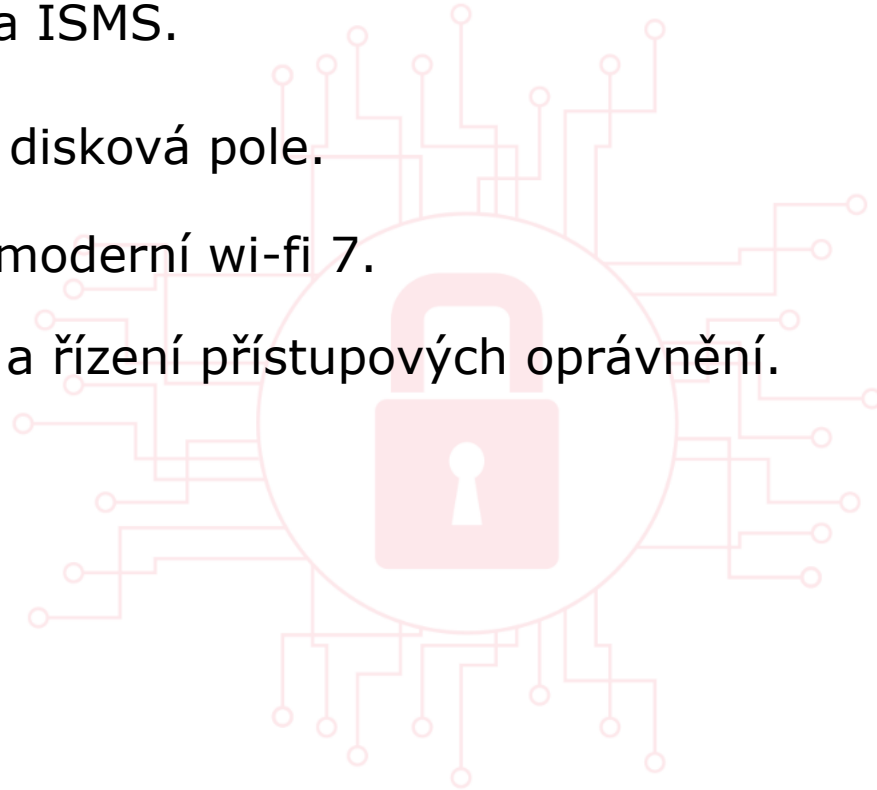 a ISMS.
disková pole.
moderní wi-fi 7.
a řízení přístupových oprávnění.